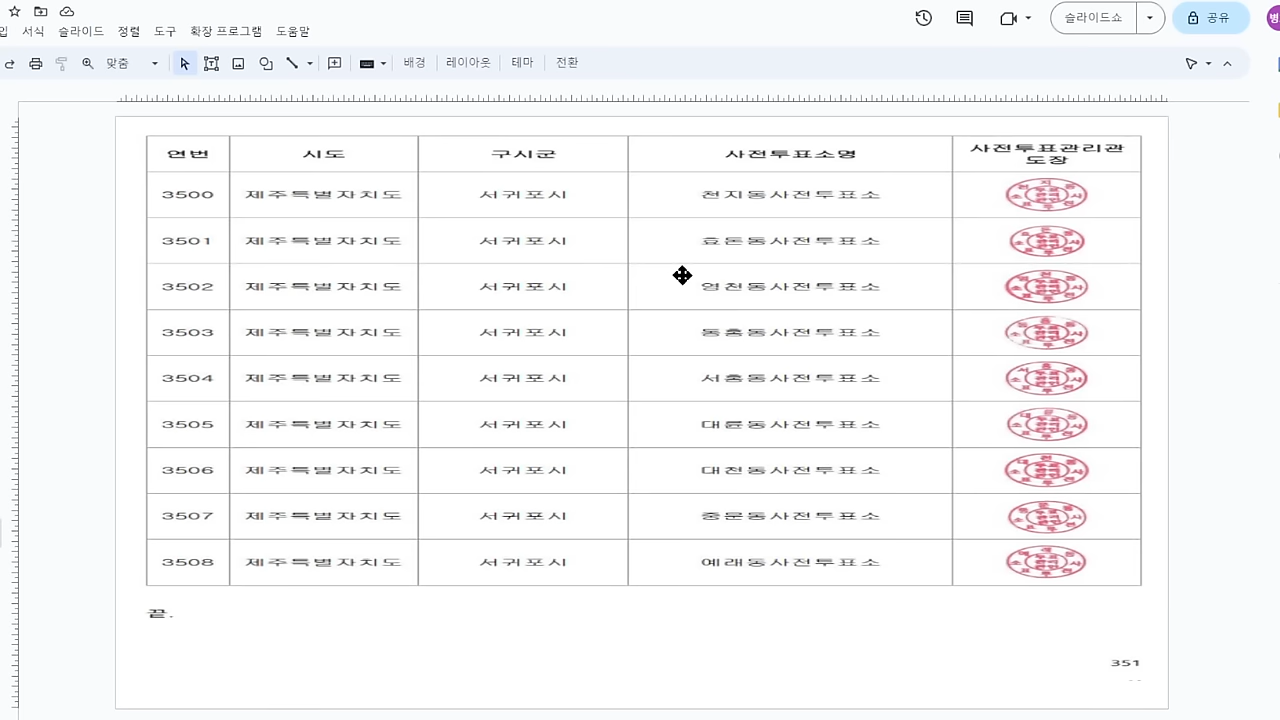 입 서식 슬라이드 정렬 도구 확장 프로그램 도움말
슬라이드쇼
공유
병
맞춤
배경 레이아웃 테마 전환
연번 시도 구시군 사전투표소명 사전투표관리관
도장
3500 제주특별자치도 서귀포시 천지동사전투표소
3501 제주특별자치도 서귀포시 효돈동사전투표소
3502 제주특별자치도 서귀포시 영천동사전투표소
3503 제주특별자치도 서귀포시 동홍동사전투표소
3504 제주특별자치도 서귀포시 서홍동사전투표소
3505 제주특별자치도 서귀포시 대륜동사전투표소
3506 제주특별자치도 서귀포시 대천동사전투표소
3507 제주특별자치도 서귀포시 중문동사전투표소
3508 제주특별자치도 서귀포시 예래동사전투표소
끝.
351